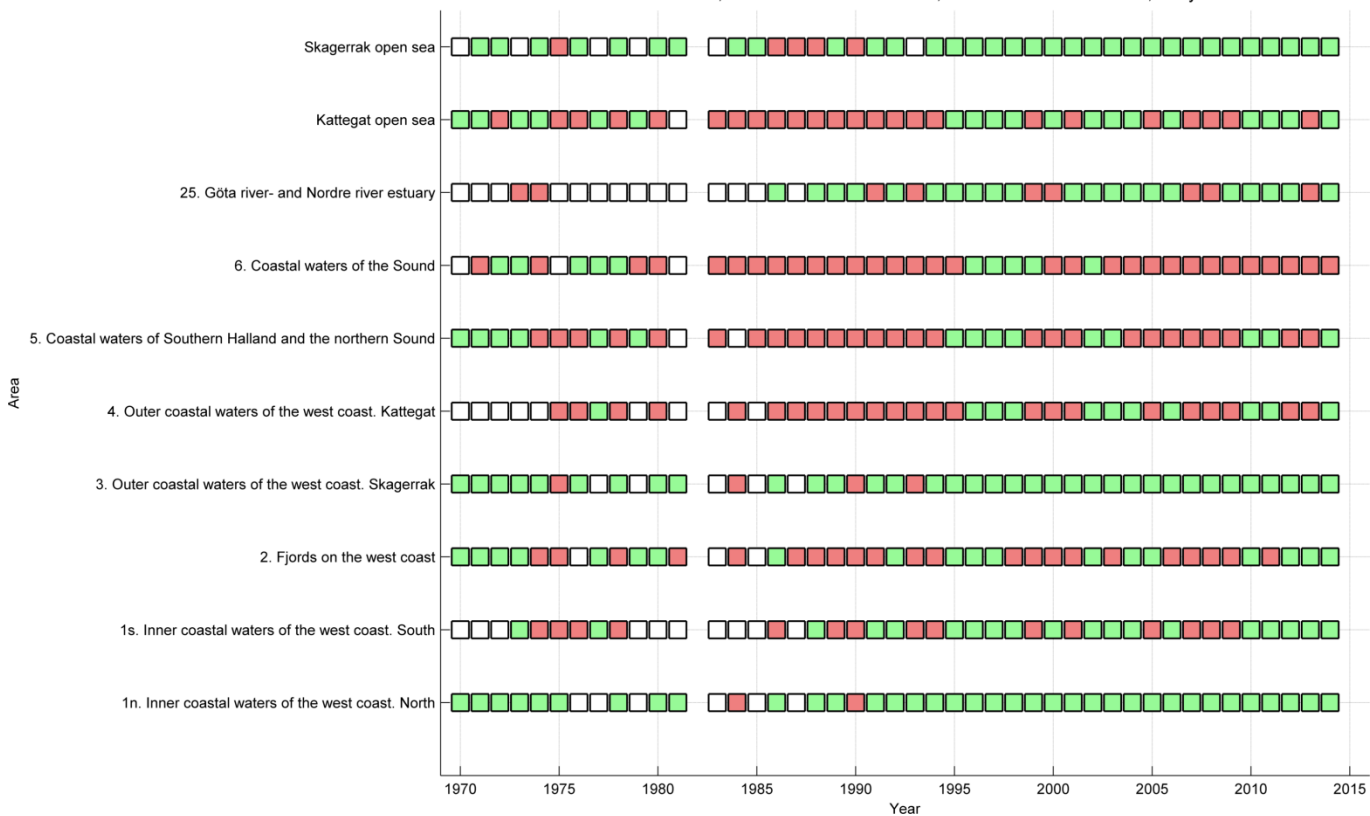 Skagerrak open sea
Kattegat open sea
25. Göta river- and Nordre river estuary
6. Coastal waters of the Sound
5. Coastal waters of Southern Halland and the northern Sound
4. Outer coastal waters of the west coast. Kattegat
3. Outer coastal waters of the west coast. Skagerrak
2. Fjords on the west coast
1s. Inner coastal waters of the west coast. South
1n. Inner coastal waters of the west coast. North
Area
1970 1975 1980 1985 1990 1995 2000 2005 2010 2015
Year